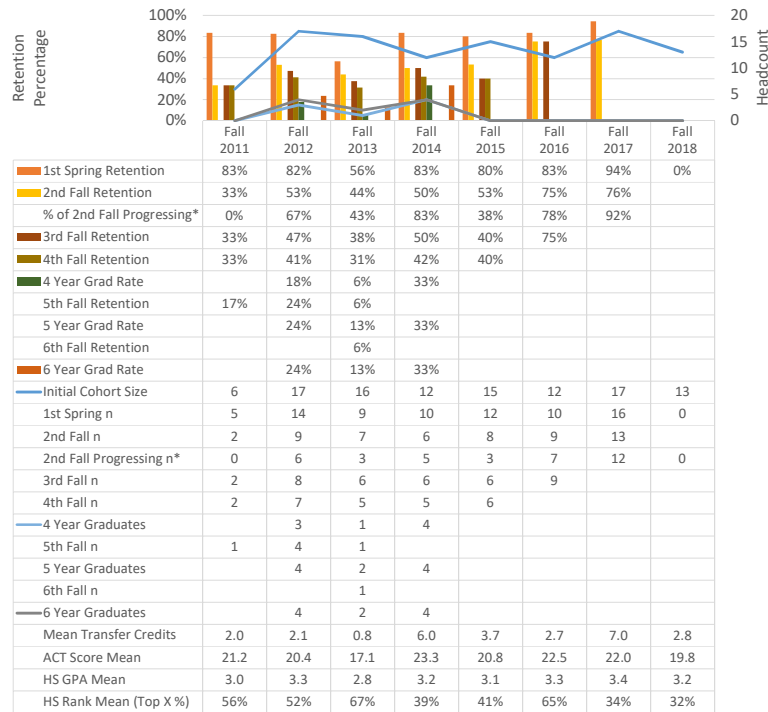 100% 20
80% 15
60% 10
40%
20% 5
0% 0
Retention
Percentage
Headcount
Fall Fall Fall Fall Fall Fall Fall Fall
2011 2012 2013 2014 2015 2016 2017 2018
1st Spring Retention 83% 82% 56% 83% 80% 83% 94% 0%
2nd Fall Retention 33% 53% 44% 50% 53% 75% 76%
% of 2nd Fall Progressing* 0% 67% 43% 83% 38% 78% 92%
3rd Fall Retention 33% 47% 38% 50% 40% 75%
4th Fall Retention 33% 41% 31% 42% 40%
4 Year Grad Rate 18% 6% 33%
5th Fall Retention 17% 24% 6%
5 Year Grad Rate 24% 13% 33%
6th Fall Retention 6%
6 Year Grad Rate 24% 13% 33%
Initial Cohort Size 6 17 16 12 15 12 17 13
1st Spring n 5 14 9 10 12 10 16 0
2nd Fall n 2 9 7 6 8 9 13
2nd Fall Progressing n* 0 6 3 5 3 7 12 0
3rd Fall n 2 8 6 6 6 9
4th Fall n 2 7 5 5 6
4 Year Graduates 3 1 4
5th Fall n 1 4 1
5 Year Graduates 4 2 4
6th Fall n 1
6 Year Graduates 4 2 4
Mean Transfer Credits 2.0 2.1 0.8 6.0 3.7 2.7 7.0 2.8
ACT Score Mean 21.2 20.4 17.1 23.3 20.8 22.5 22.0 19.8
HS GPA Mean 3.0 3.3 2.8 3.2 3.1 3.3 3.4 3.2
HS Rank Mean (Top X %) 56% 52% 67% 39% 41% 65% 34% 32%